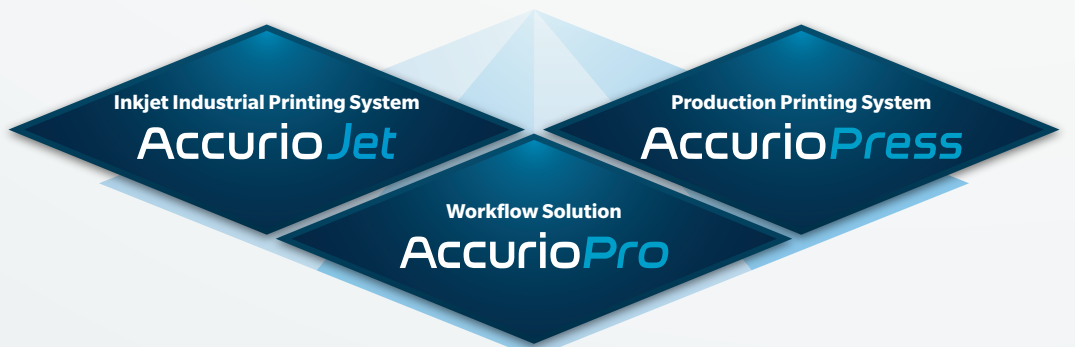 Inkjet Industrial Printing System
AccurioJet
Production Printing System
AccurioPress
Workflow Solution
AccurioPro